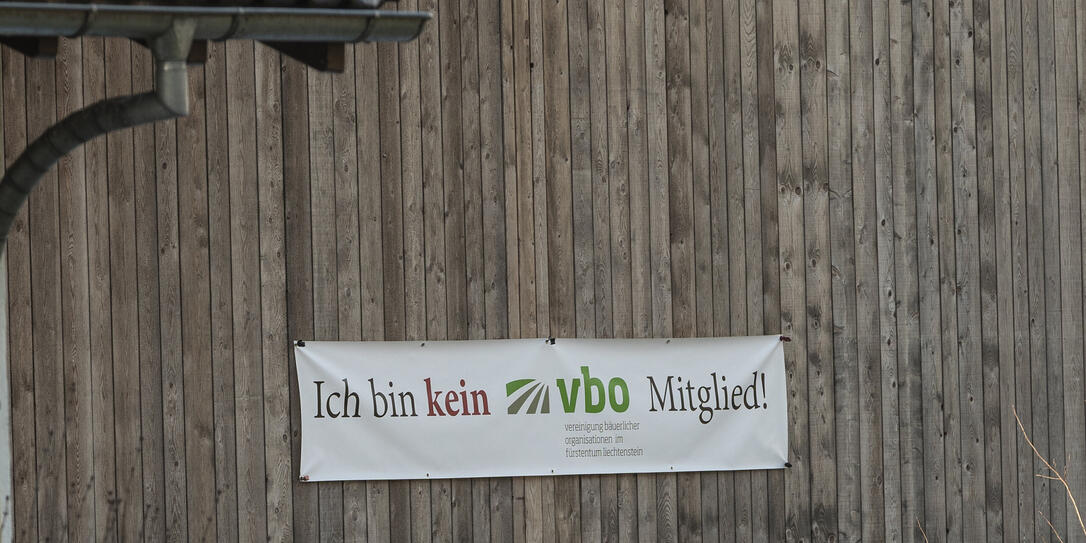 Ich bin kein vbo Mitglied!
vereinigung bäuerlicher
organisationen im
fürstentum liechtenstein